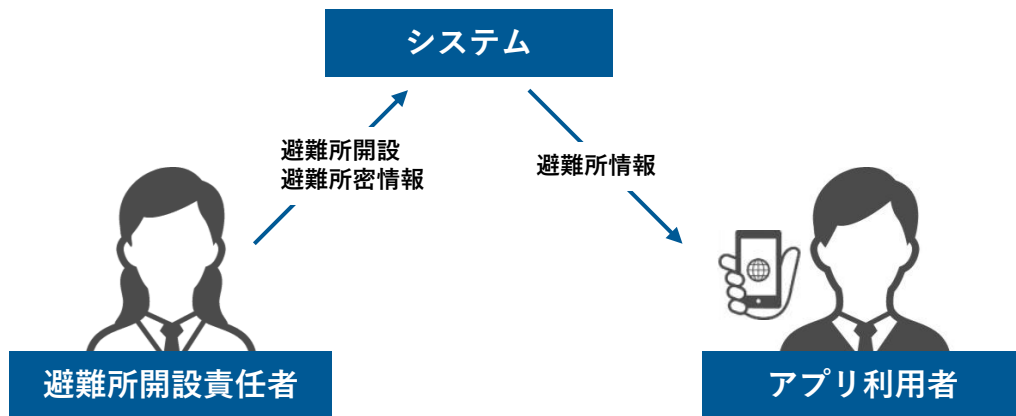 システム
避難所開設
避難所密情報
避難所情報
避難所開設責任者
アプリ利用者